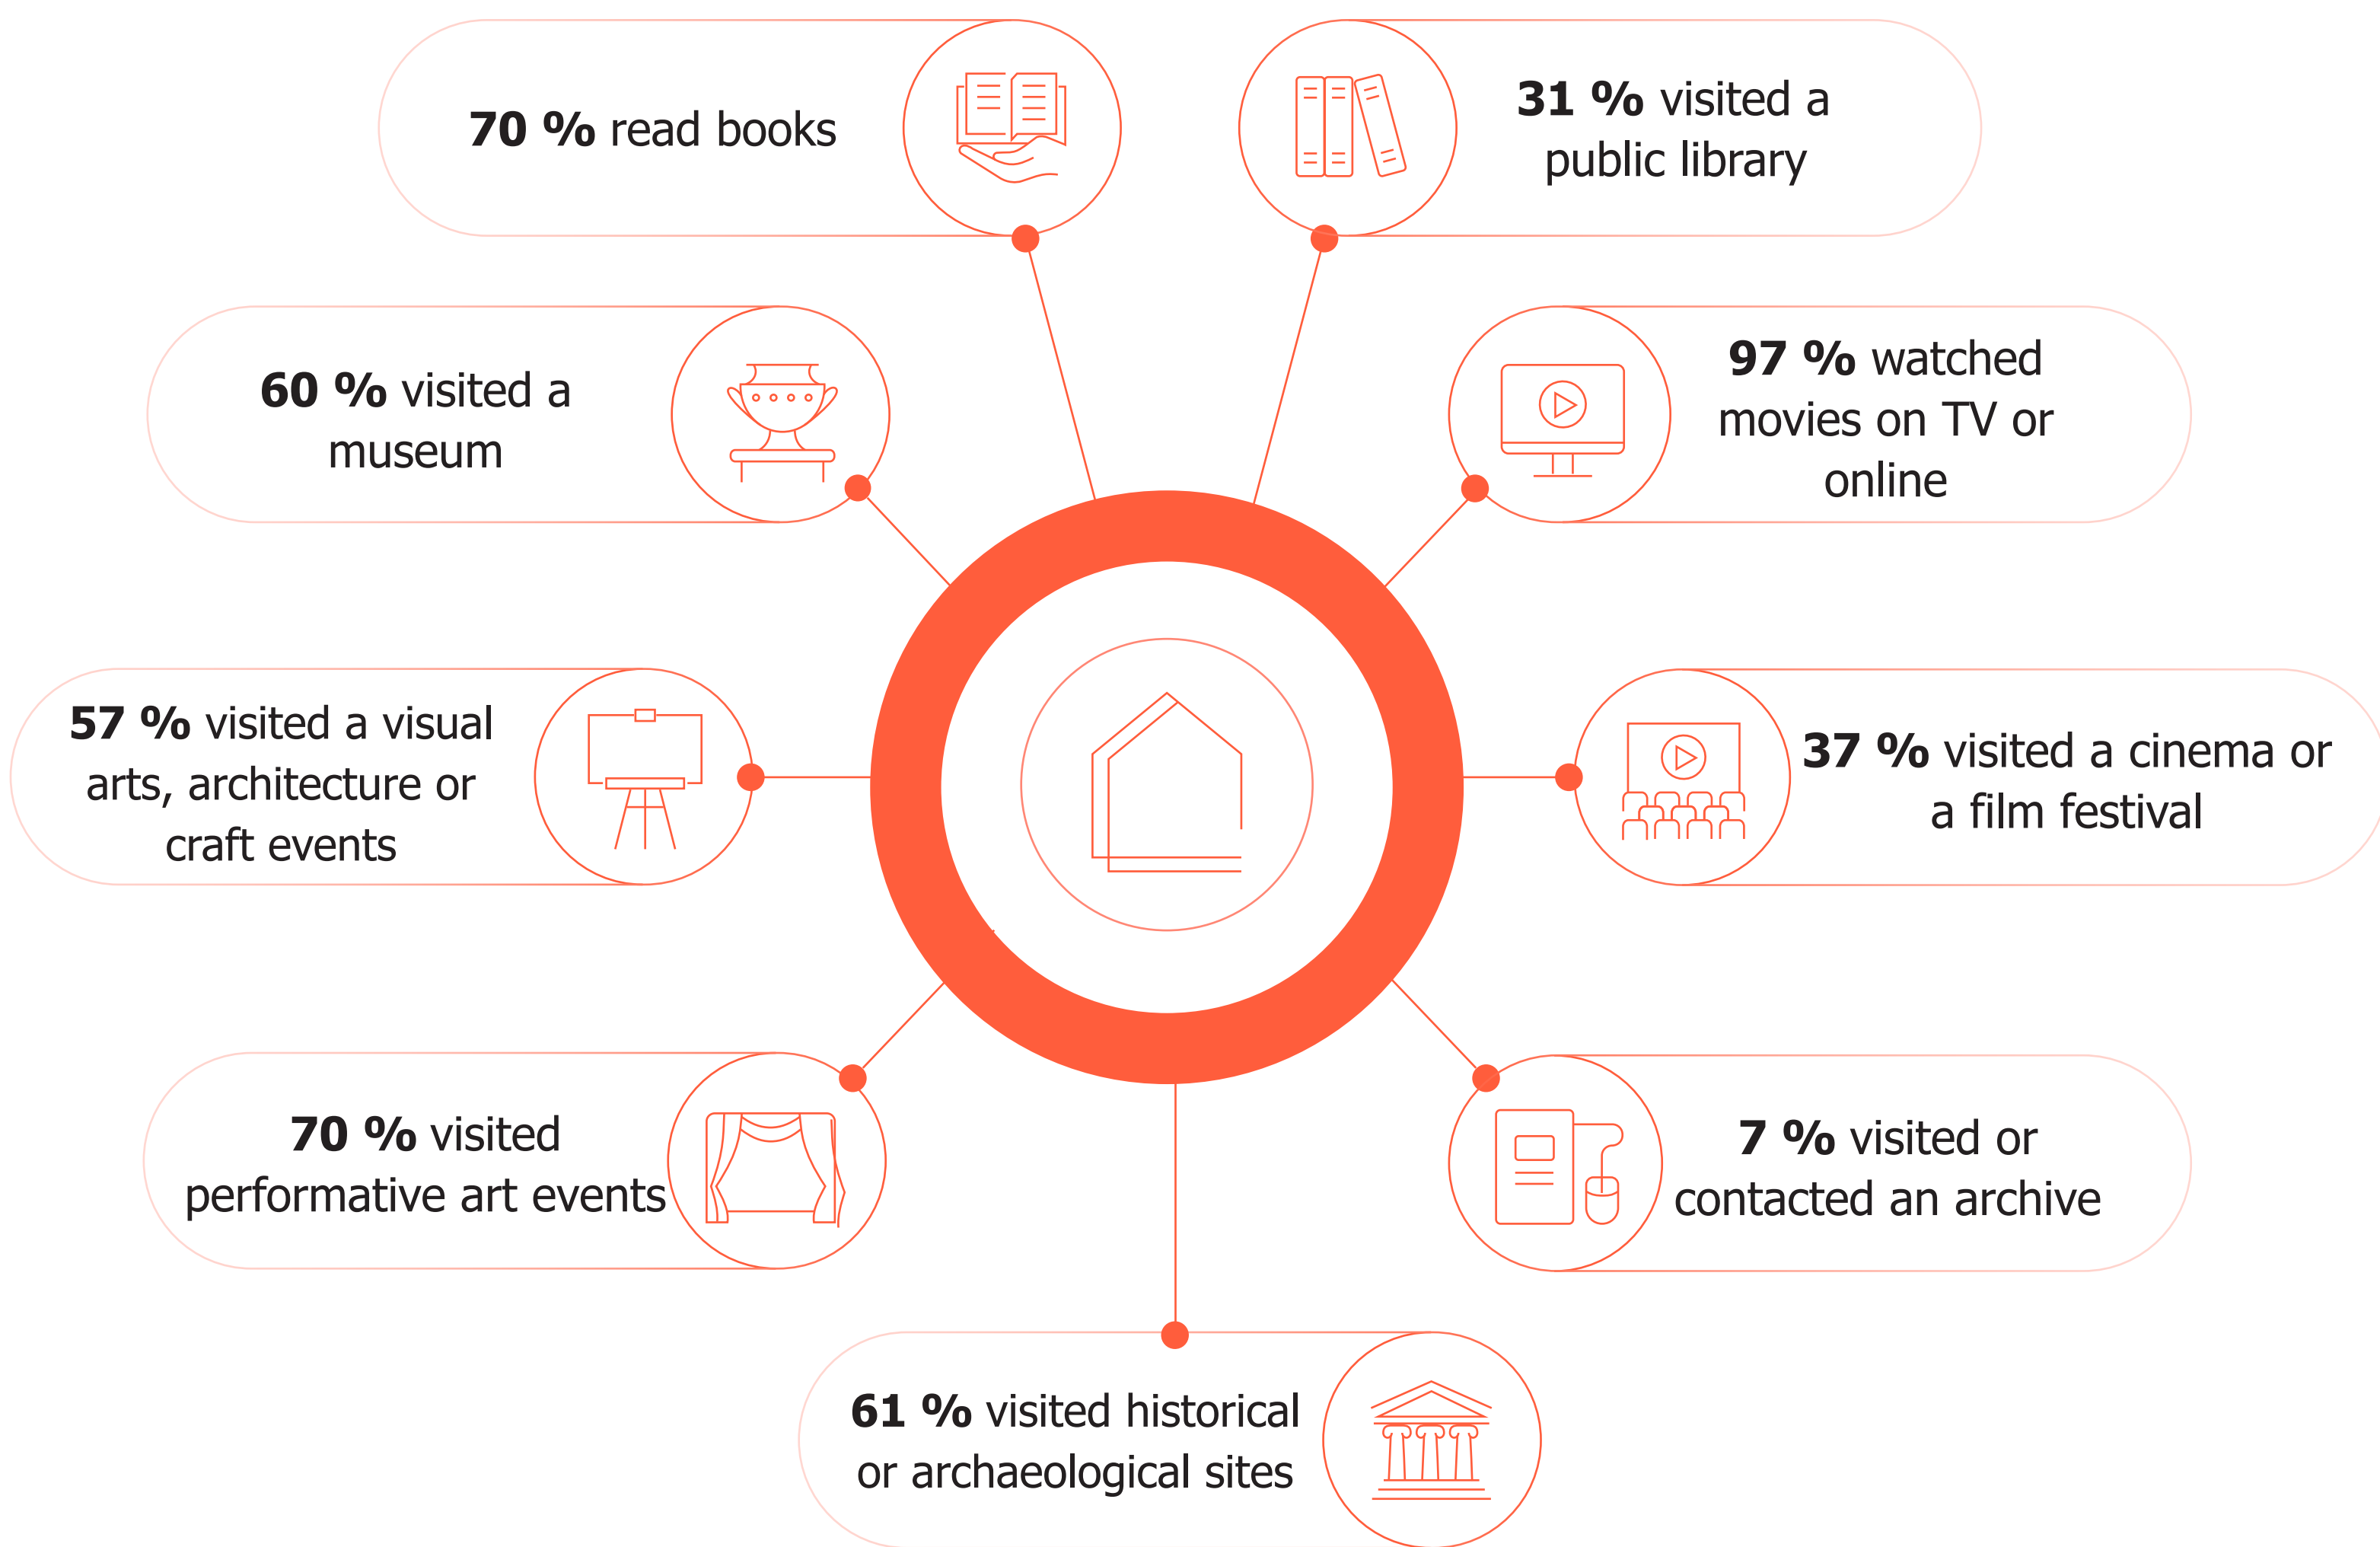 70 % read books
31 % visited a
public library
60 % visited a
museum
97 % watched
movies on TV or
online
57 % visited a visual
arts, architecture or
craft events
37 % visited a cinema or
a film festival
70 % visited
performative art events
7 % visited or
contacted an archive
61 % visited historical
or archaeological sites